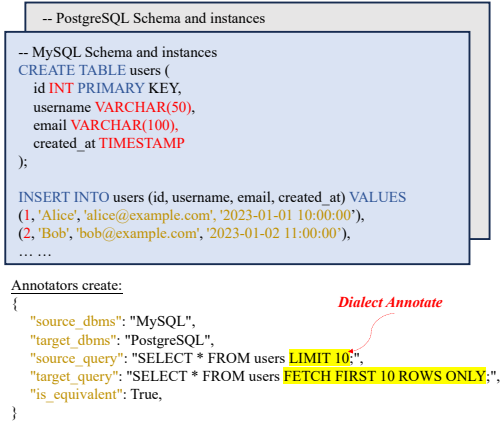 -- PostgreSQL Schema and instances
-- MySQL Schema and instances
CREATE TABLE users (
id INT PRIMARY KEY,
username VARCHAR(50),
email VARCHAR(100),
created_at TIMESTAMP
);
INSERT INTO users (id, username, email, created_at) VALUES
(1, 'Alice', 'alice@example.com', '2023-01-01 10:00:00’),
(2, 'Bob', 'bob@example.com', '2023-01-02 11:00:00’),
… …
Annotators create:
{
Dialect Annotate
"source_dbms": "MySQL",
"target_dbms": "PostgreSQL",
"source_query": "SELECT * FROM users LIMIT 10;",
"target_query": "SELECT * FROM users FETCH FIRST 10 ROWS ONLY;",
"is_equivalent": True,
}